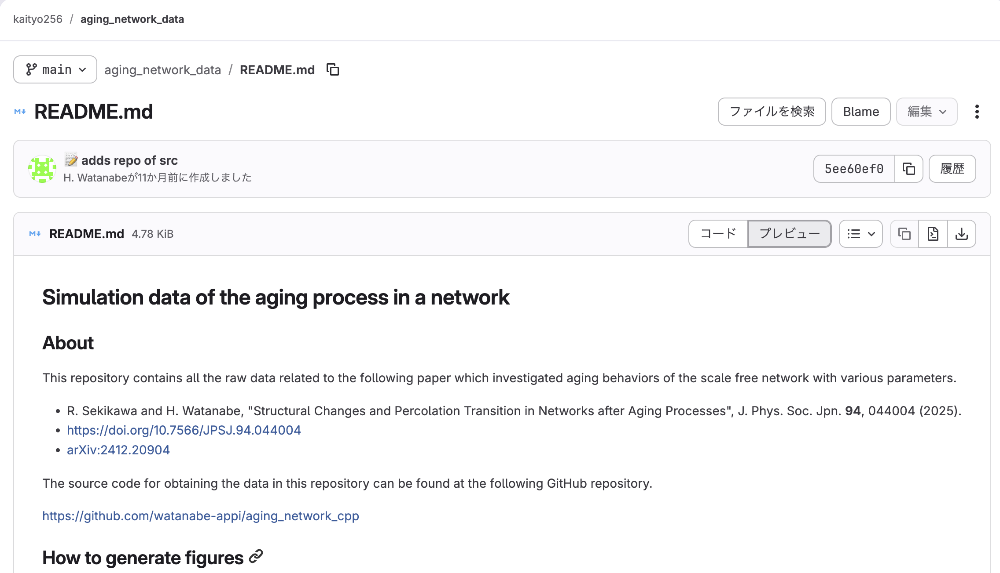 kaityo256 / aging_network_data
main aging_network_data / README.md
README.md
ファイルを検索 Blame 編集
adds repo of src
H. Watanabeが11か月前に作成しました
5ee60ef0 履歴
README.md 4.78 KiB
コード プレビュー
Simulation data of the aging process in a network
About
This repository contains all the raw data related to the following paper which investigated aging behaviors of the scale free network with various parameters.
• R. Sekikawa and H. Watanabe, "Structural Changes and Percolation Transition in Networks after Aging Processes", J. Phys. Soc. Jpn. 94, 044004 (2025).
• https://doi.org/10.7566/JPSJ.94.044004
• arXiv:2412.20904
The source code for obtaining the data in this repository can be found at the following GitHub repository.
https://github.com/watanabe-appi/aging_network_cpp
How to generate figures